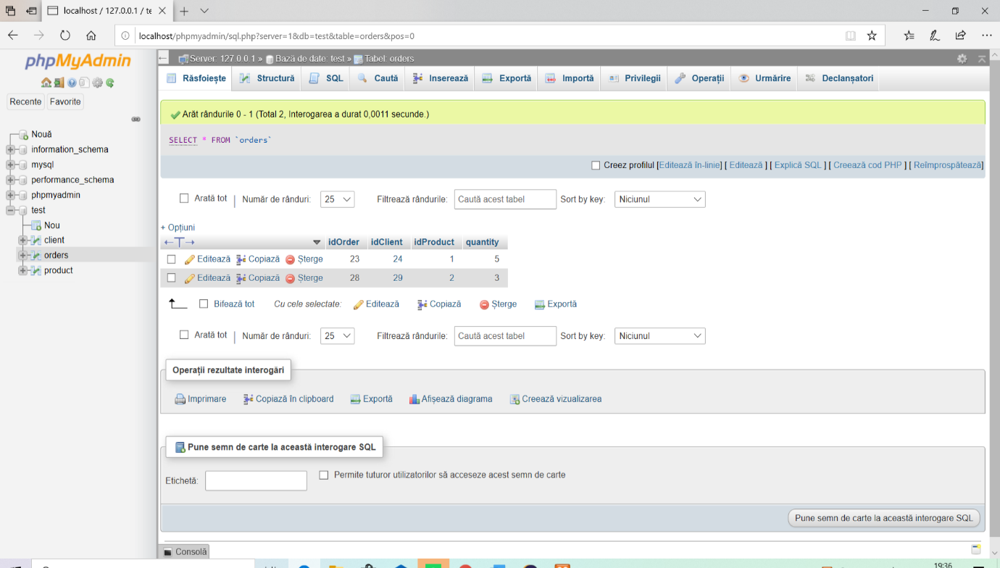 localhost / 127.0.0.1 / te
localhost/phpmyadmin/sql.php?server=1&db=test&table=orders&pos=0
phpMyAdmin
Recente Favorite
Nouă
information_schema
mysql
performance_schema
phpmyadmin
test
Nou
client
orders
product
Server: 127.0.0.1 » Bază de date: test » Tabel: orders
Răsfoiește Structură SQL Caută Inserează Exportă Importă Privilegii Operații Urmărire Declanșatori
Arăt rândurile 0 - 1 (Total 2, Interogarea a durat 0,0011 secunde.)
SELECT * FROM `orders`
Creez profilul [Editează în-linie] [ Editează ] [ Explică SQL ] [ Creează cod PHP ] [ Reîmprospătează]
Arată tot Număr de rânduri: 25 Filtrează rândurile: Caută acest tabel Sort by key: Niciunul
+ Opțiuni
←T→ idOrder idClient idProduct quantity
Editează Copiază Șterge 23 24 1 5
Editează Copiază Șterge 28 29 2 3
Bifează tot Cu cele selectate: Editează Copiază Șterge Exportă
Arată tot Număr de rânduri: 25 Filtrează rândurile: Caută acest tabel Sort by key: Niciunul
Operații rezultate interogări
Imprimare Copiază în clipboard Exportă Afișează diagrama Creează vizualizarea
Pune semn de carte la această interogare SQL
Etichetă: Permite tuturor utilizatorilor să acceseze acest semn de carte
Pune semn de carte la această interogare SQL
Consolă
19:36